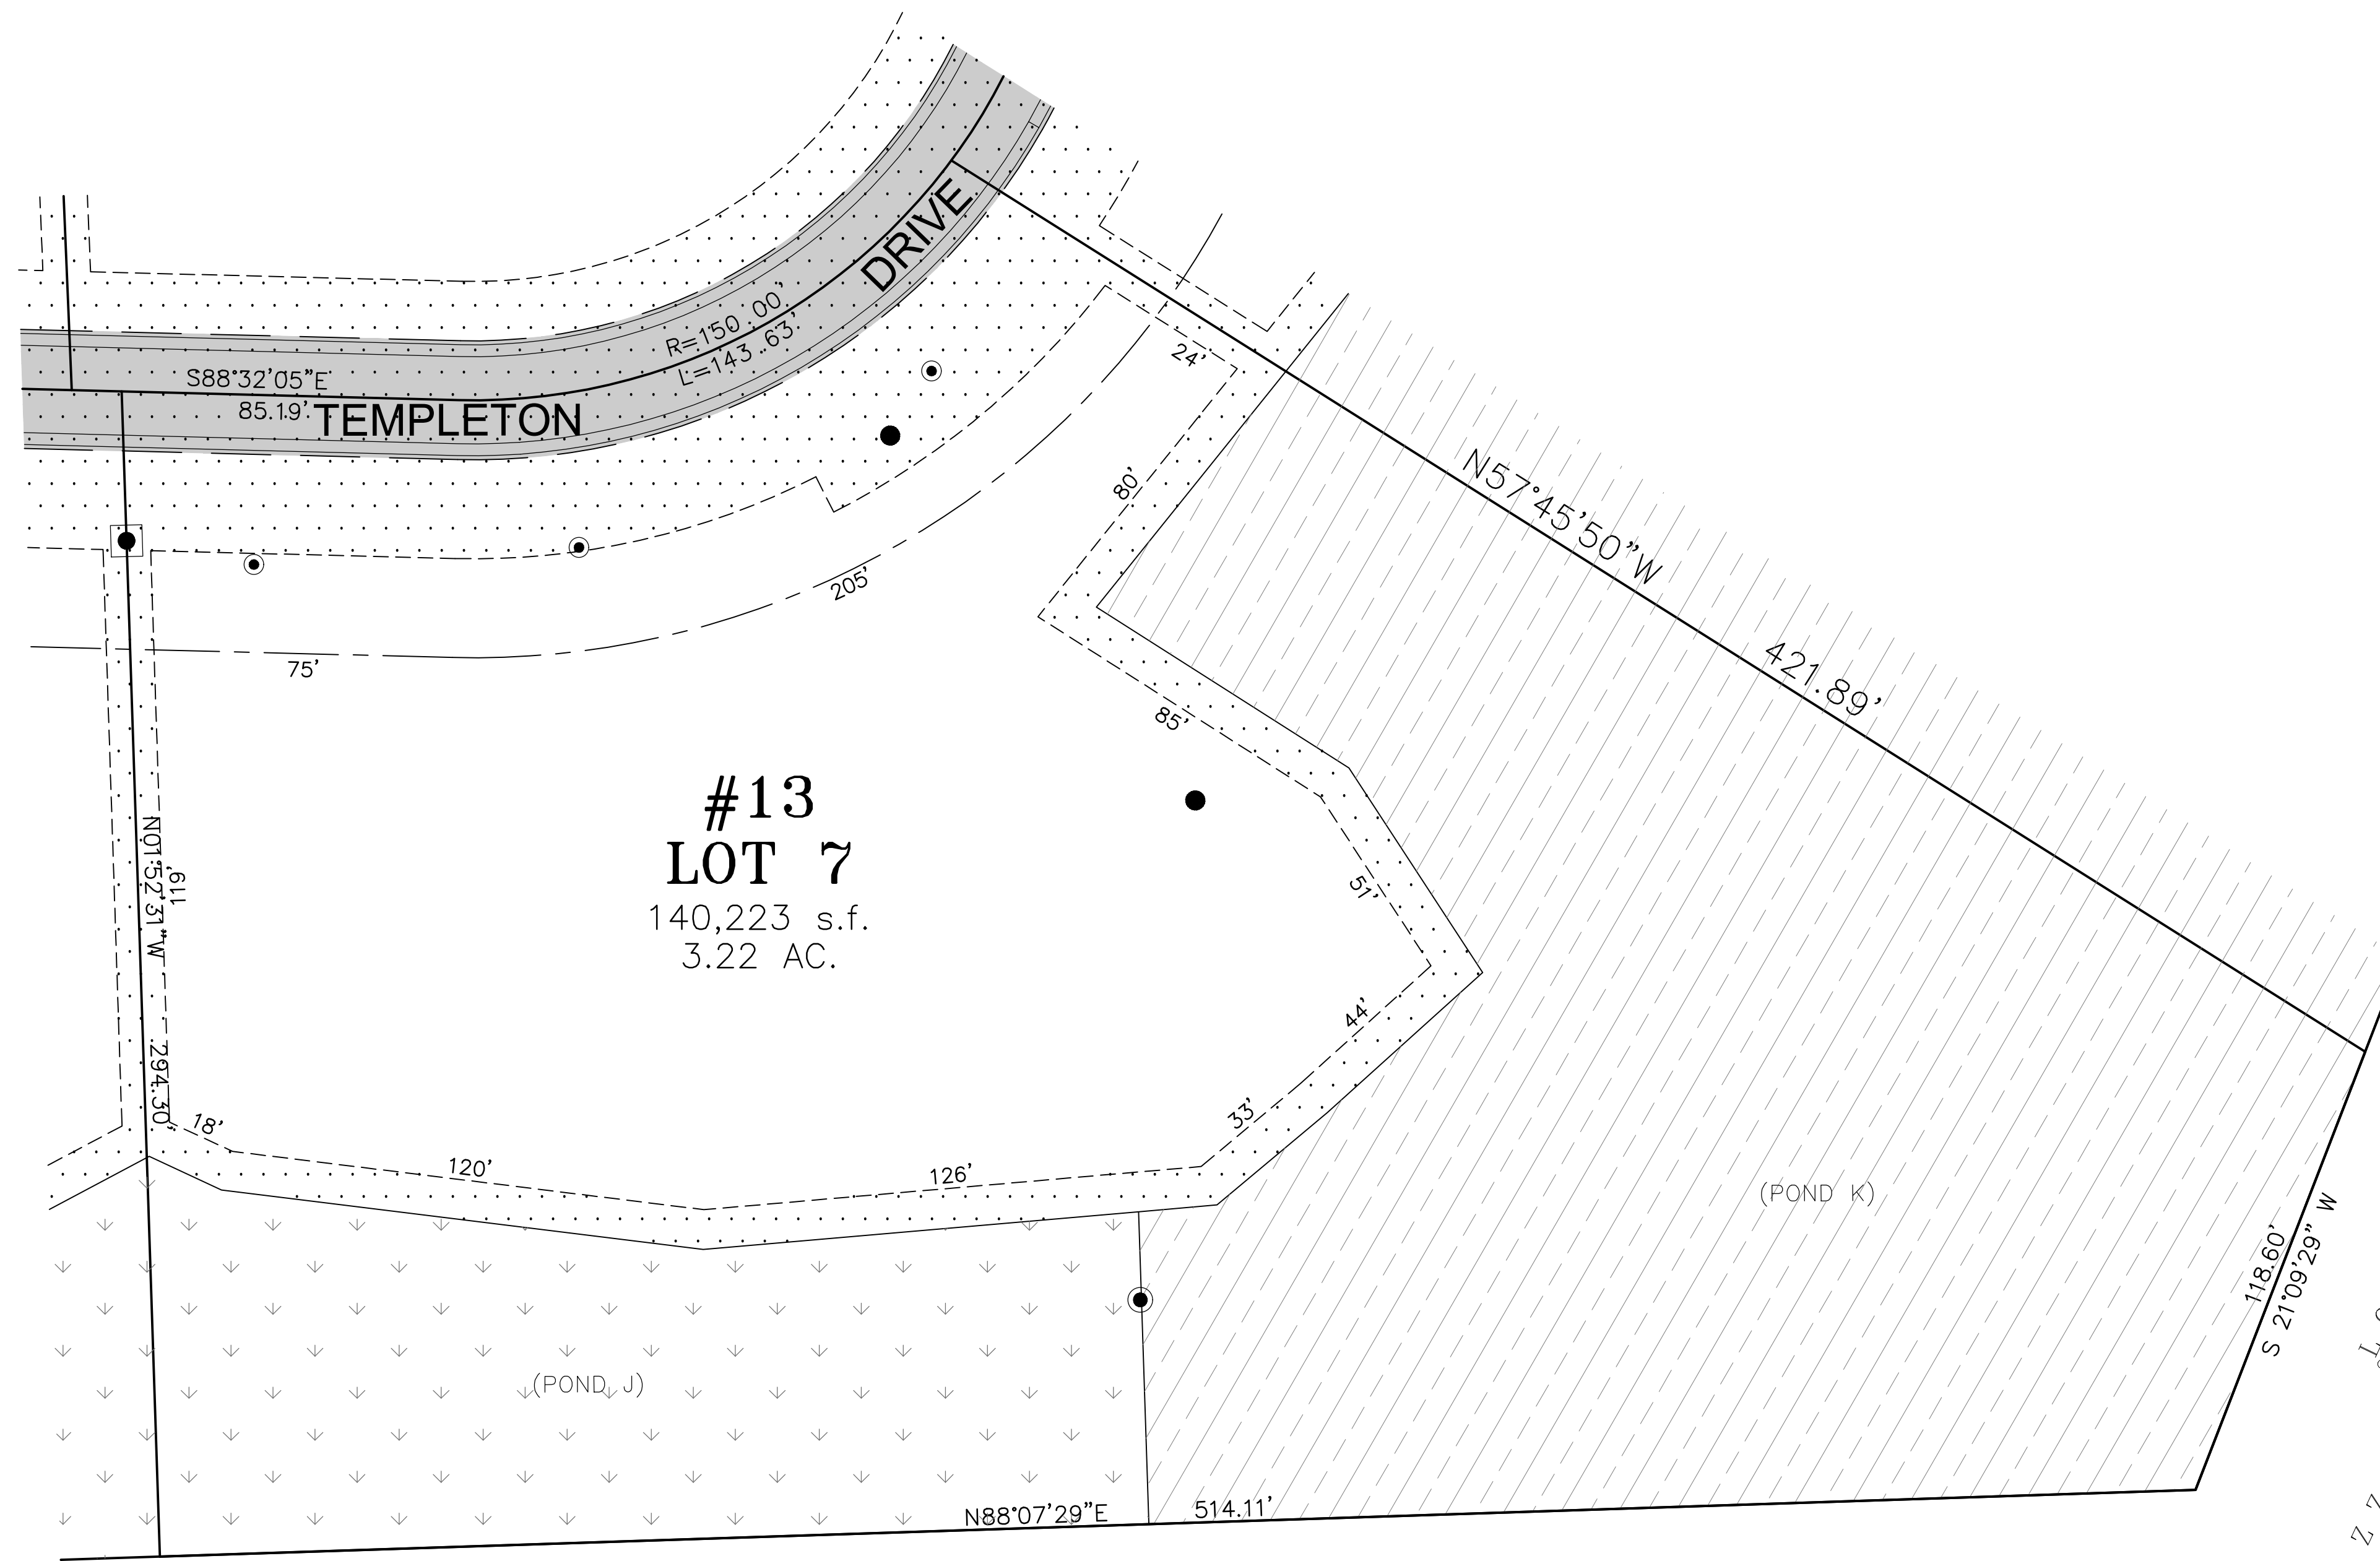 DRIVE
R=150.00'
L=143.63'
S88°32'05"E
85.19'
TEMPLETON
24'
N57°45'50"W
421.89'
80'
205'
75'
85'
#13
LOT 7
140,223 s.f.
3.22 AC.
N01°52'31"W
294.30'
119'
51'
44'
33'
18'
120'
126'
(POND K)
118.60'
S 21°09'29" W
(POND J)
N88°07'29"E
514.11'